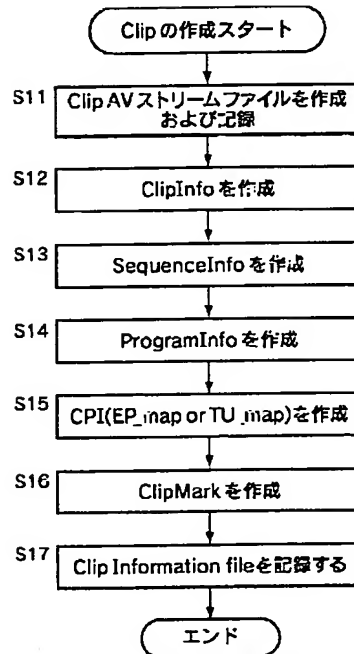 Clipの作成スタート
S11 Clip AVストリームファイルを作成
および記録
S12 ClipInfoを作成
S13 SequenceInfoを作成
S14 ProgramInfoを作成
S15 CPI(EP_map or TU_map)を作成
S16 ClipMarkを作成
S17 Clip Information fileを記録する
エンド